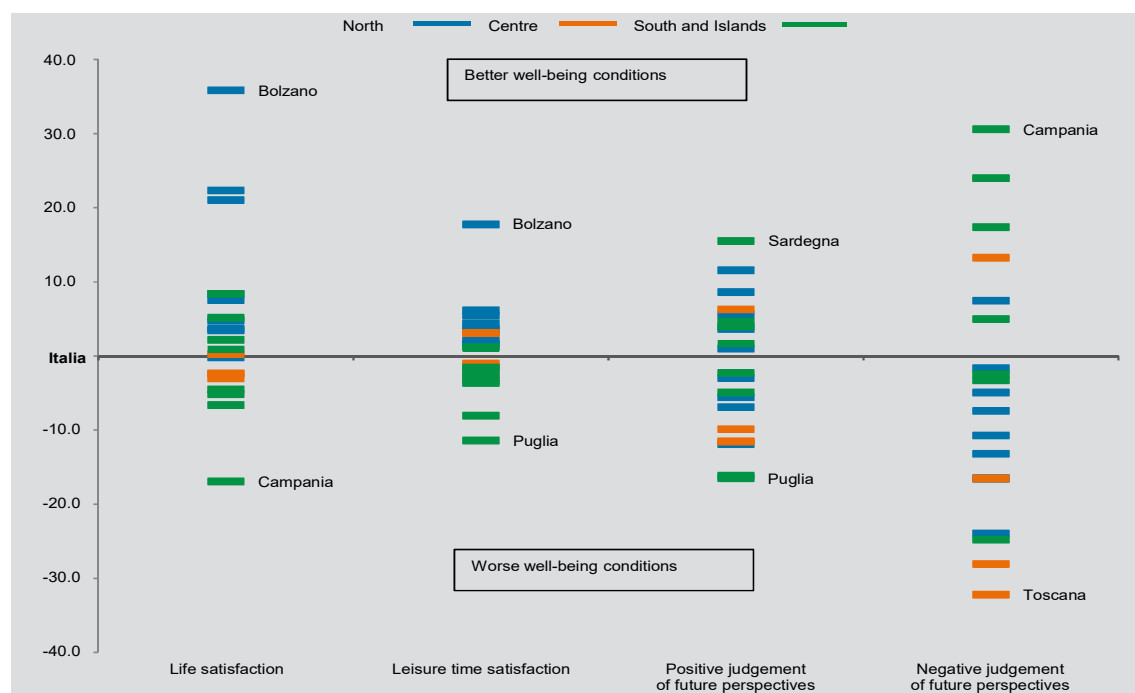 North Centre South and Islands
40.0
Better well-being conditions
Bolzano
30.0
Campania
20.0
Bolzano
Sardegna
10.0
Italia
-10.0
Puglia
Campania
Puglia
-20.0
Worse well-being conditions
-30.0
Toscana
-40.0
Life satisfaction
Leisure time satisfaction
Positive judgement
of future perspectives
Negative judgement
of future perspectives